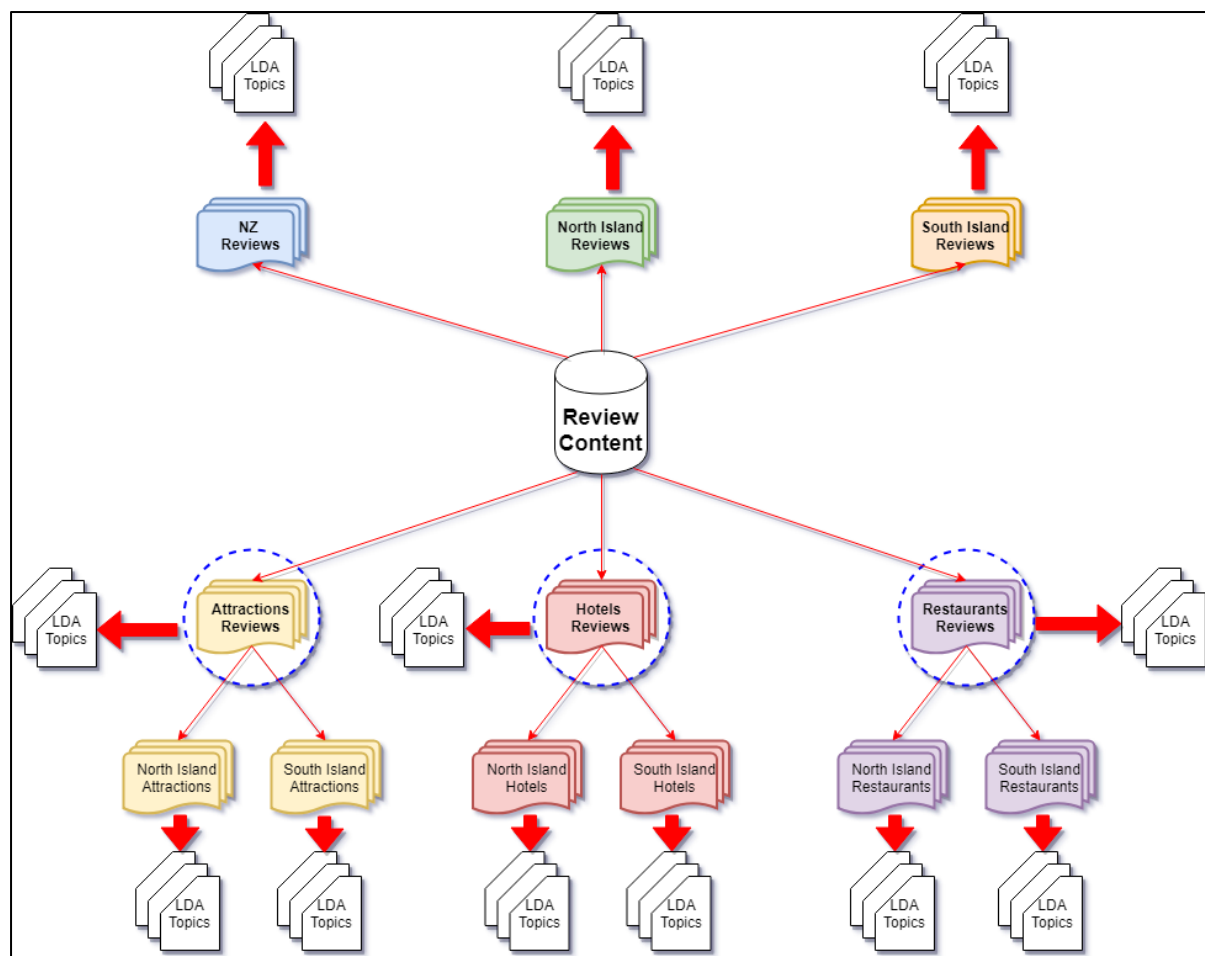 LDA
Topics
LDA
Topics
LDA
Topics
NZ
Reviews
North Island
Reviews
South Island
Reviews
Review
Content
LDA
Topics
Attractions
Reviews
LDA
Topics
Hotels
Reviews
Restaurants
Reviews
LDA
Topics
North Island
Attractions
South Island
Attractions
North Island
Hotels
South Island
Hotels
North Island
Restaurants
South Island
Restaurants
LDA
Topics
LDA
Topics
LDA
Topics
LDA
Topics
LDA
Topics
LDA
Topics